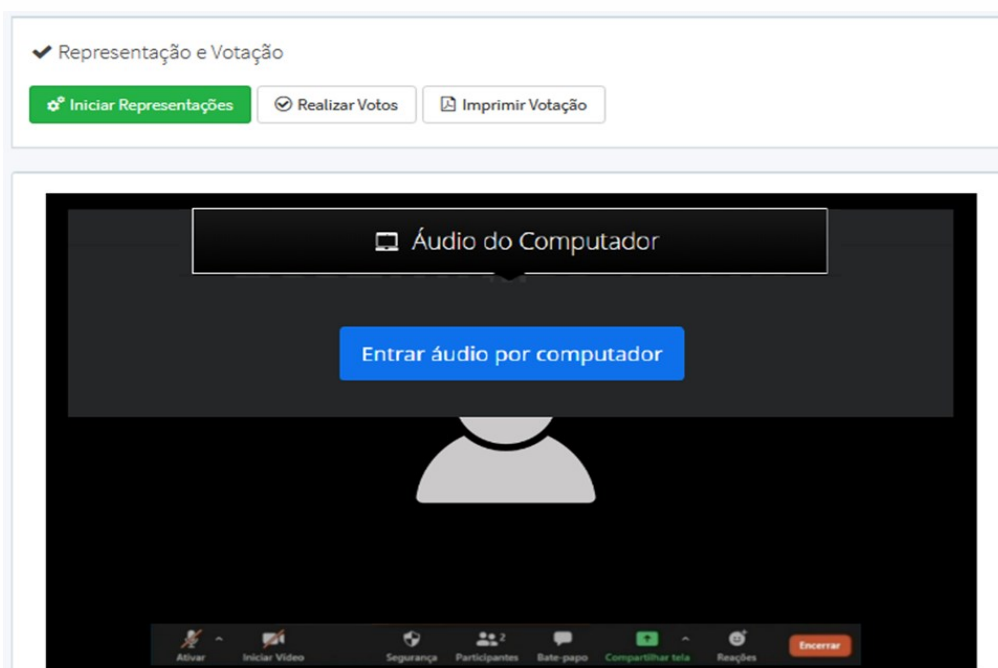 Representação e Votação
Iniciar Representações Realizar Votos Imprimir Votação
Áudio do Computador
Entrar áudio por computador
2
Ativar Iniciar Vídeo Segurança Participantes Bate-papo Compartilhar tela Reações Encerrar